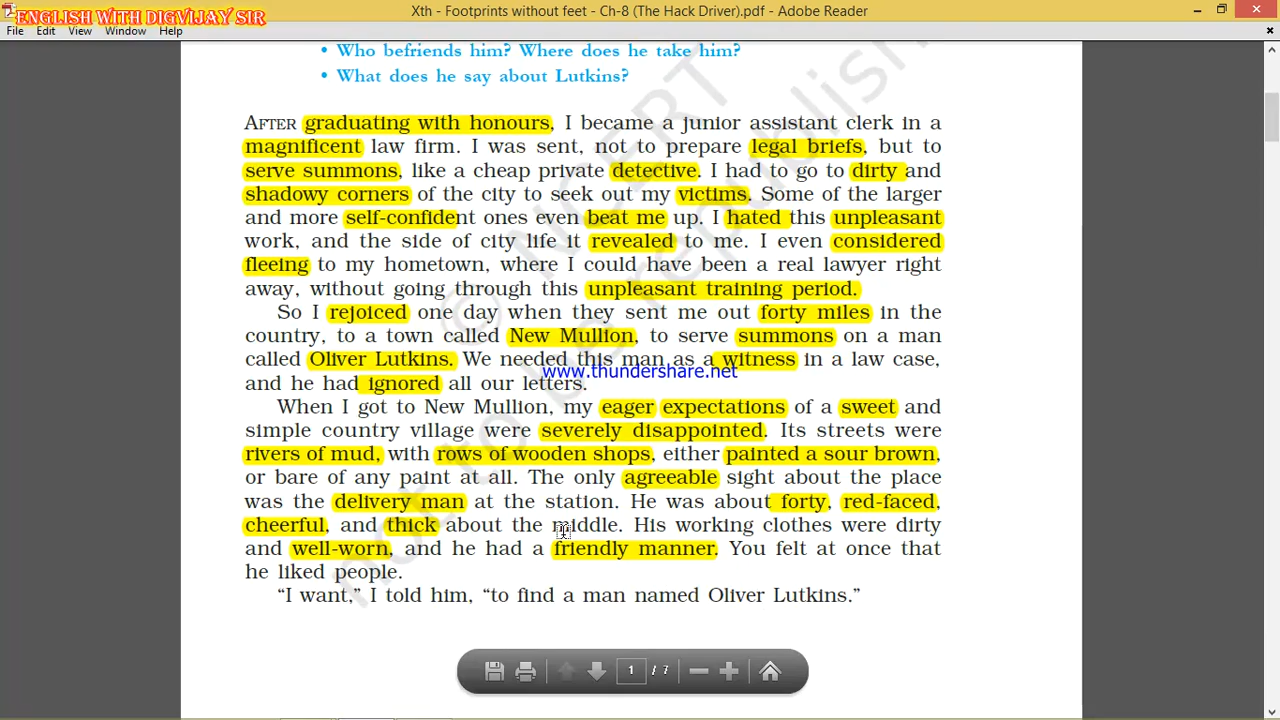 ENGLISH WITH DIGVIJAY SIR
Xth - Footprints without feet - Ch-8 (The Hack Driver).pdf - Adobe Reader
File Edit View Window Help
• Who befriends him? Where does he take him?
• What does he say about Lutkins?
AFTER graduating with honours, I became a junior assistant clerk in a
magnificent law firm. I was sent, not to prepare legal briefs, but to
serve summons, like a cheap private detective. I had to go to dirty and
shadowy corners of the city to seek out my victims. Some of the larger
and more self-confident ones even beat me up. I hated this unpleasant
work, and the side of city life it revealed to me. I even considered
fleeing to my hometown, where I could have been a real lawyer right
away, without going through this unpleasant training period.
So I rejoiced one day when they sent me out forty miles in the
country, to a town called New Mullion, to serve summons on a man
called Oliver Lutkins. We needed this man as a witness in a law case,
www.thundershare.net
and he had ignored all our letters.
When I got to New Mullion, my eager expectations of a sweet and
simple country village were severely disappointed. Its streets were
rivers of mud, with rows of wooden shops, either painted a sour brown,
or bare of any paint at all. The only agreeable sight about the place
was the delivery man at the station. He was about forty, red-faced,
cheerful, and thick about the middle. His working clothes were dirty
and well-worn, and he had a friendly manner. You felt at once that
he liked people.
“I want,” I told him, “to find a man named Oliver Lutkins.”
© NCERT
not to be republish
1 / 7